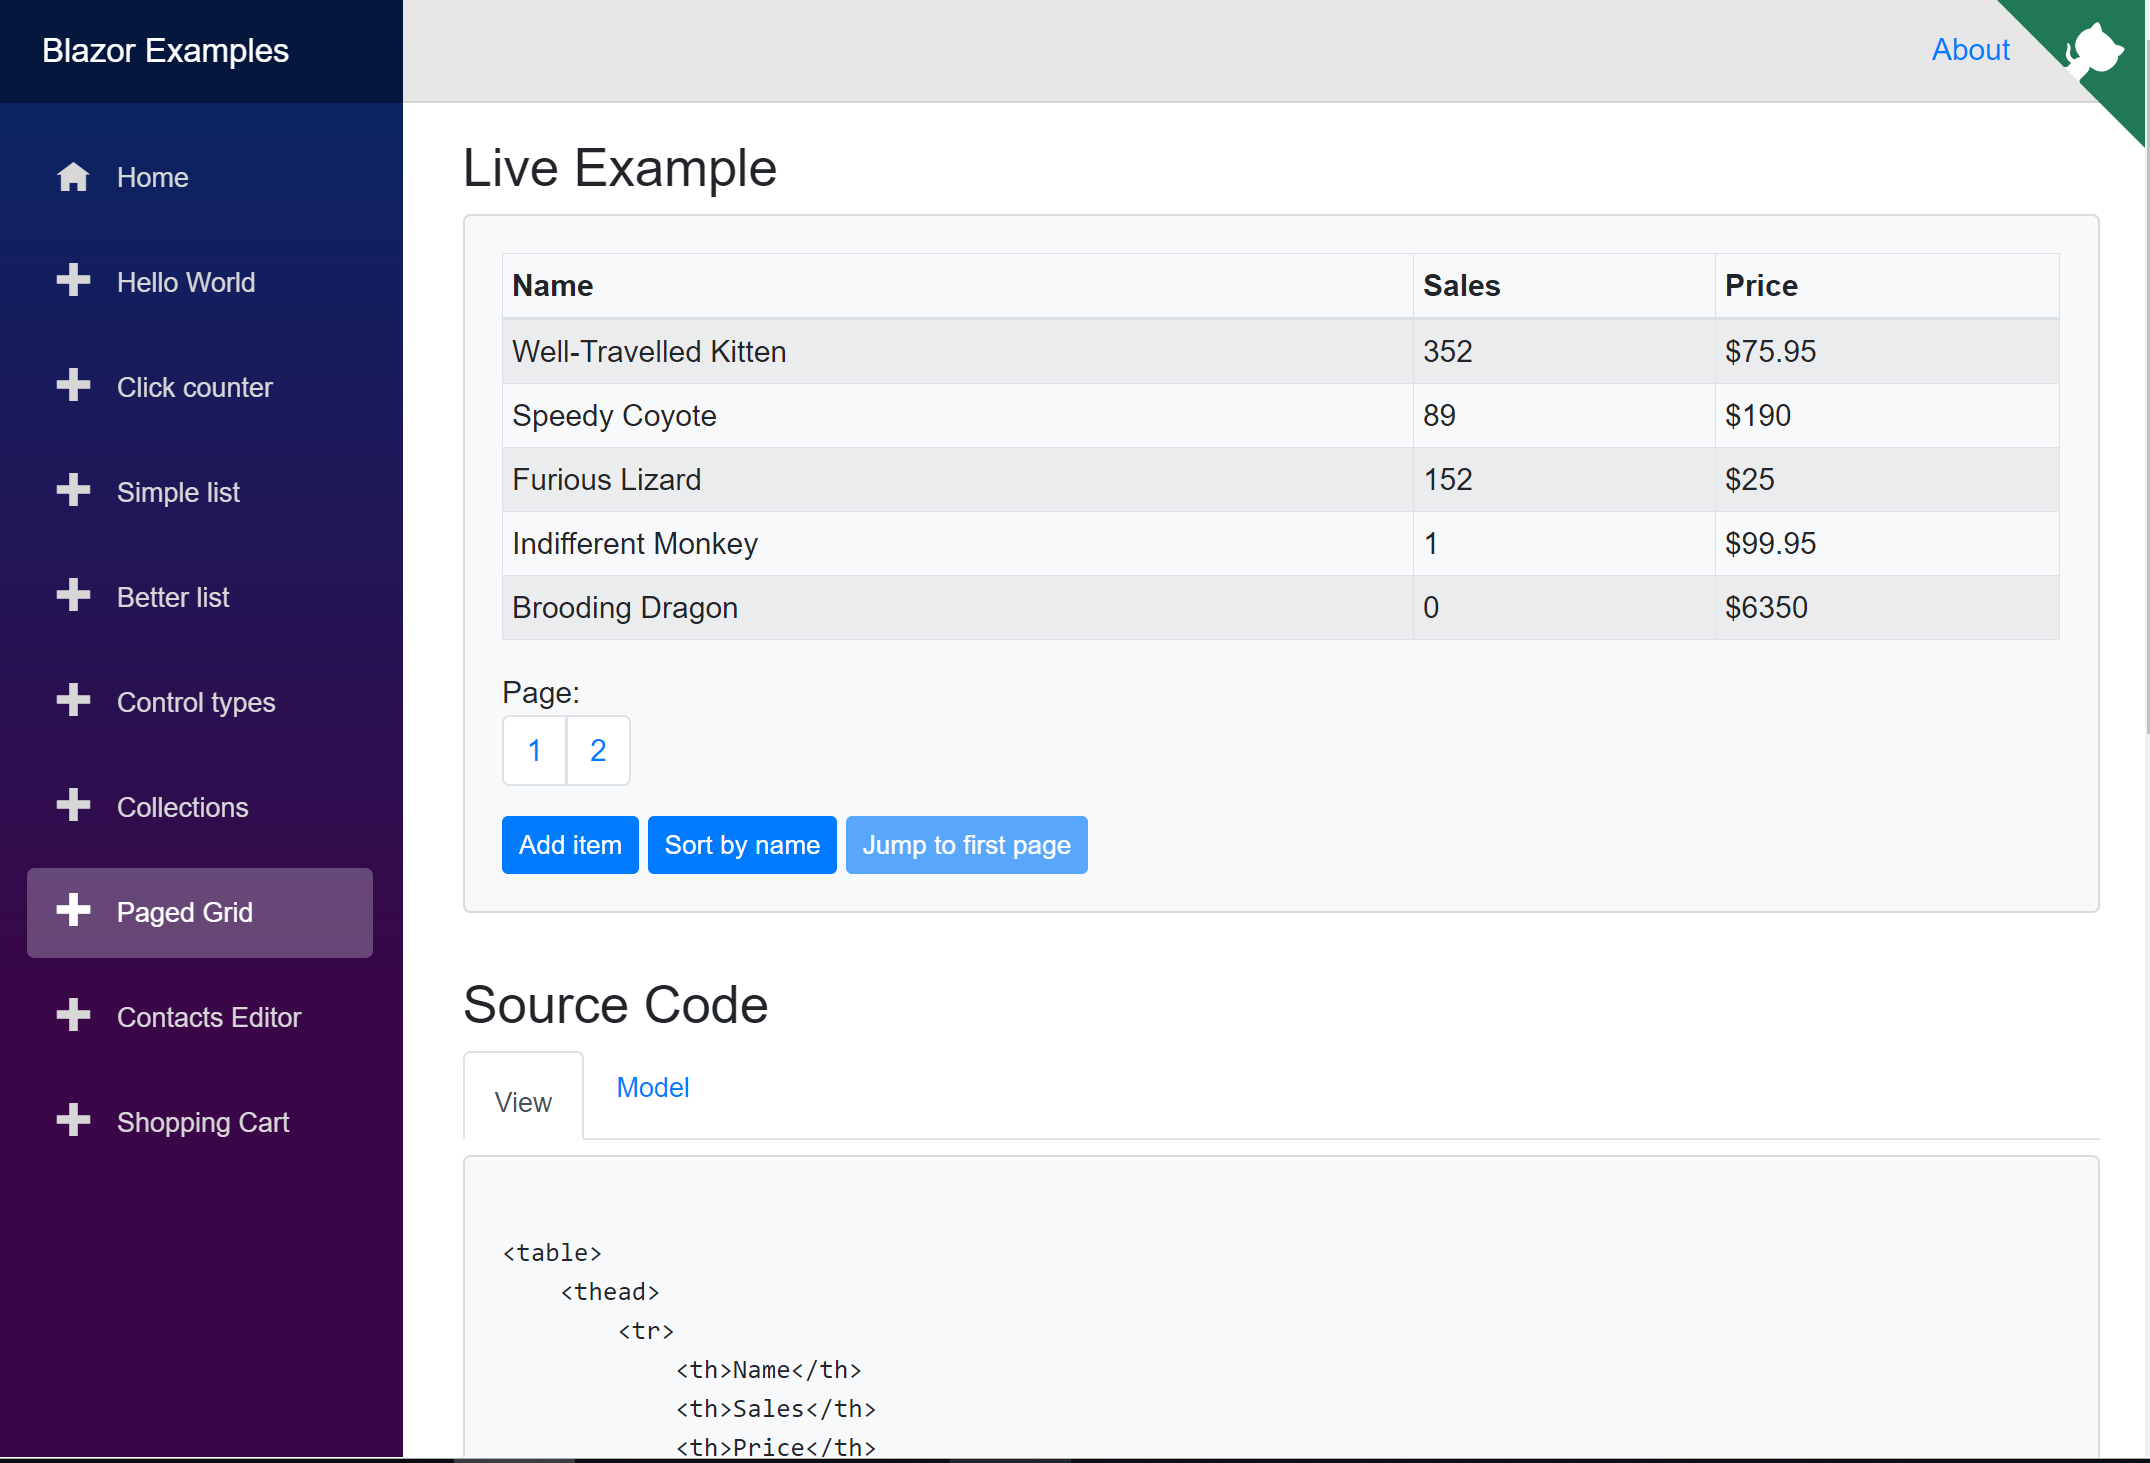 Blazor Examples
About
Home
Hello World
Click counter
Simple list
Better list
Control types
Collections
Paged Grid
Contacts Editor
Shopping Cart
Live Example
Name Sales Price
Well-Travelled Kitten 352 $75.95
Speedy Coyote 89 $190
Furious Lizard 152 $25
Indifferent Monkey 1 $99.95
Brooding Dragon 0 $6350
Page:
1 2
Add item Sort by name Jump to first page
Source Code
View Model
<table>
<thead>
<tr>
<th>Name</th>
<th>Sales</th>
<th>Price</th>